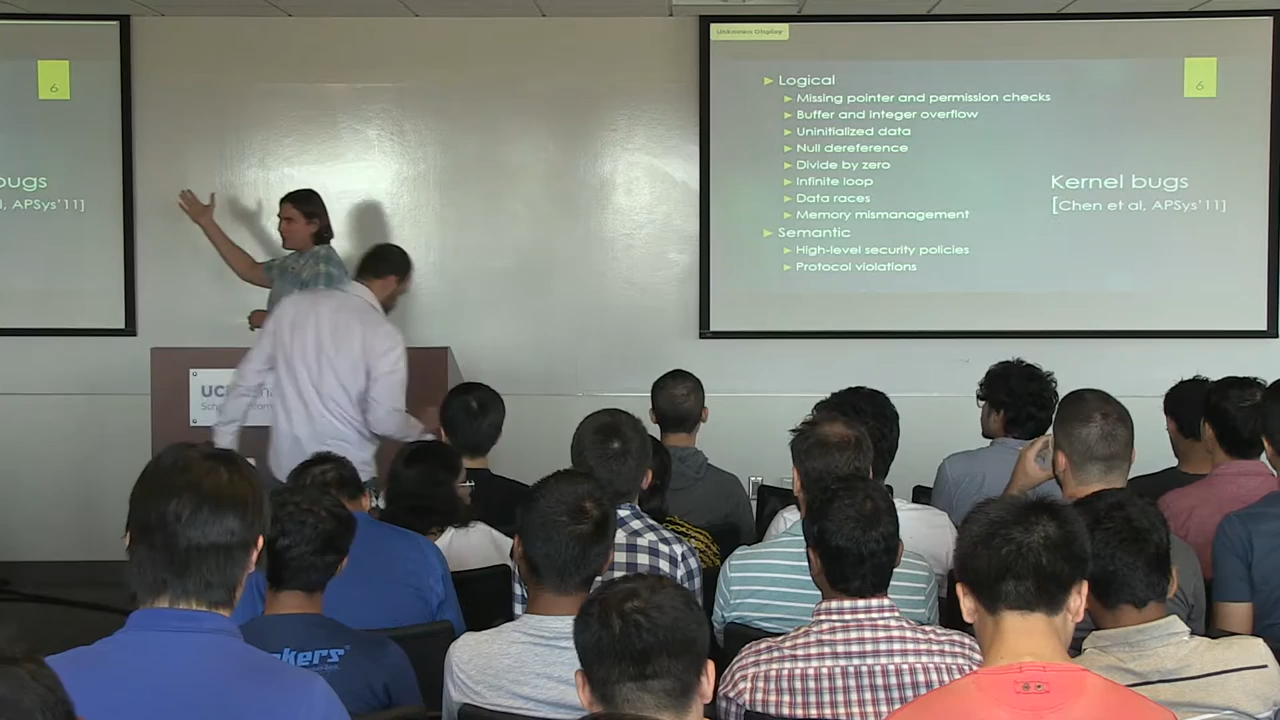 6
bugs
l, APSys'11]
Unknown Display
6
Logical
Missing pointer and permission checks
Buffer and integer overflow
Uninitialized data
Null dereference
Divide by zero
Infinite loop
Data races
Memory mismanagement
Semantic
High-level security policies
Protocol violations
Kernel bugs
[Chen et al, APSys'11]
UC